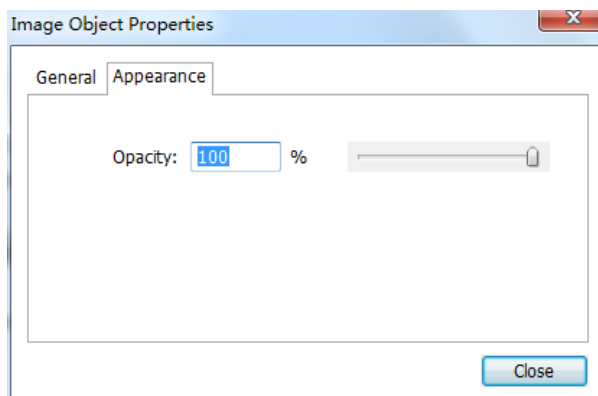 Image Object Properties
General Appearance
Opacity: 100 %
Close